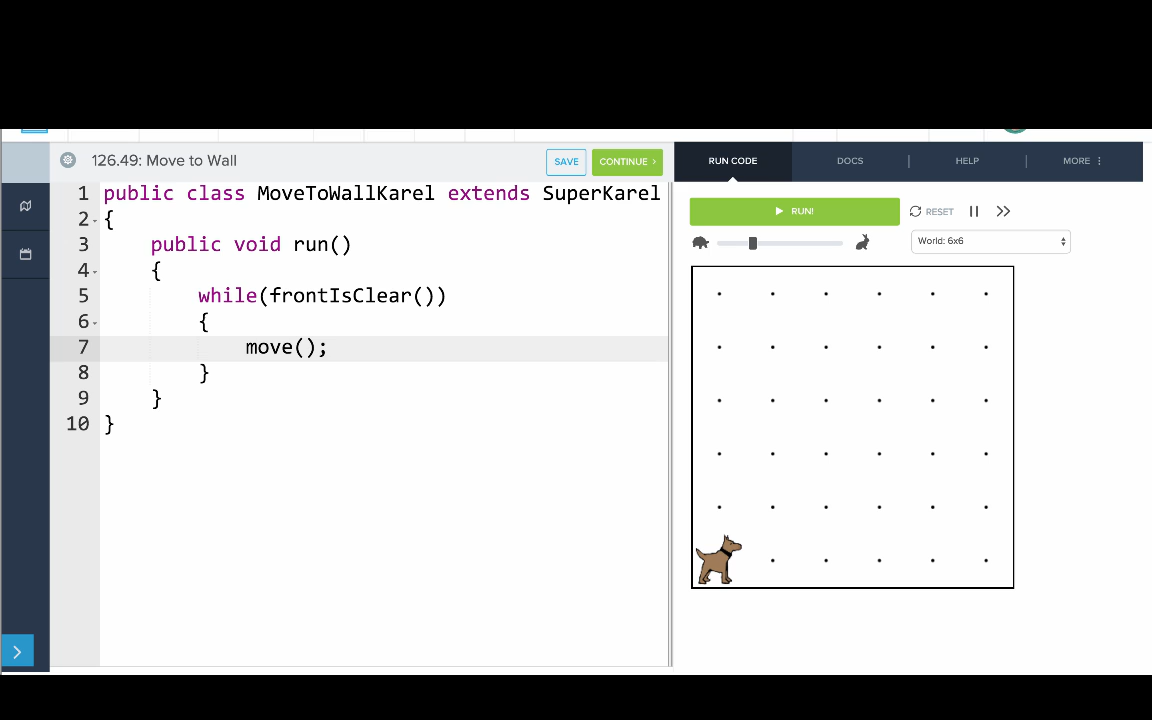 126.49: Move to Wall
SAVE
CONTINUE >
RUN CODE
DOCS
HELP
MORE
RUN!
RESET
World: 6x6
1 public class MoveToWallKarel extends SuperKarel
2 {
3 public void run()
4 {
5 while(frontIsClear())
6 {
7 move();
8 }
9 }
10 }